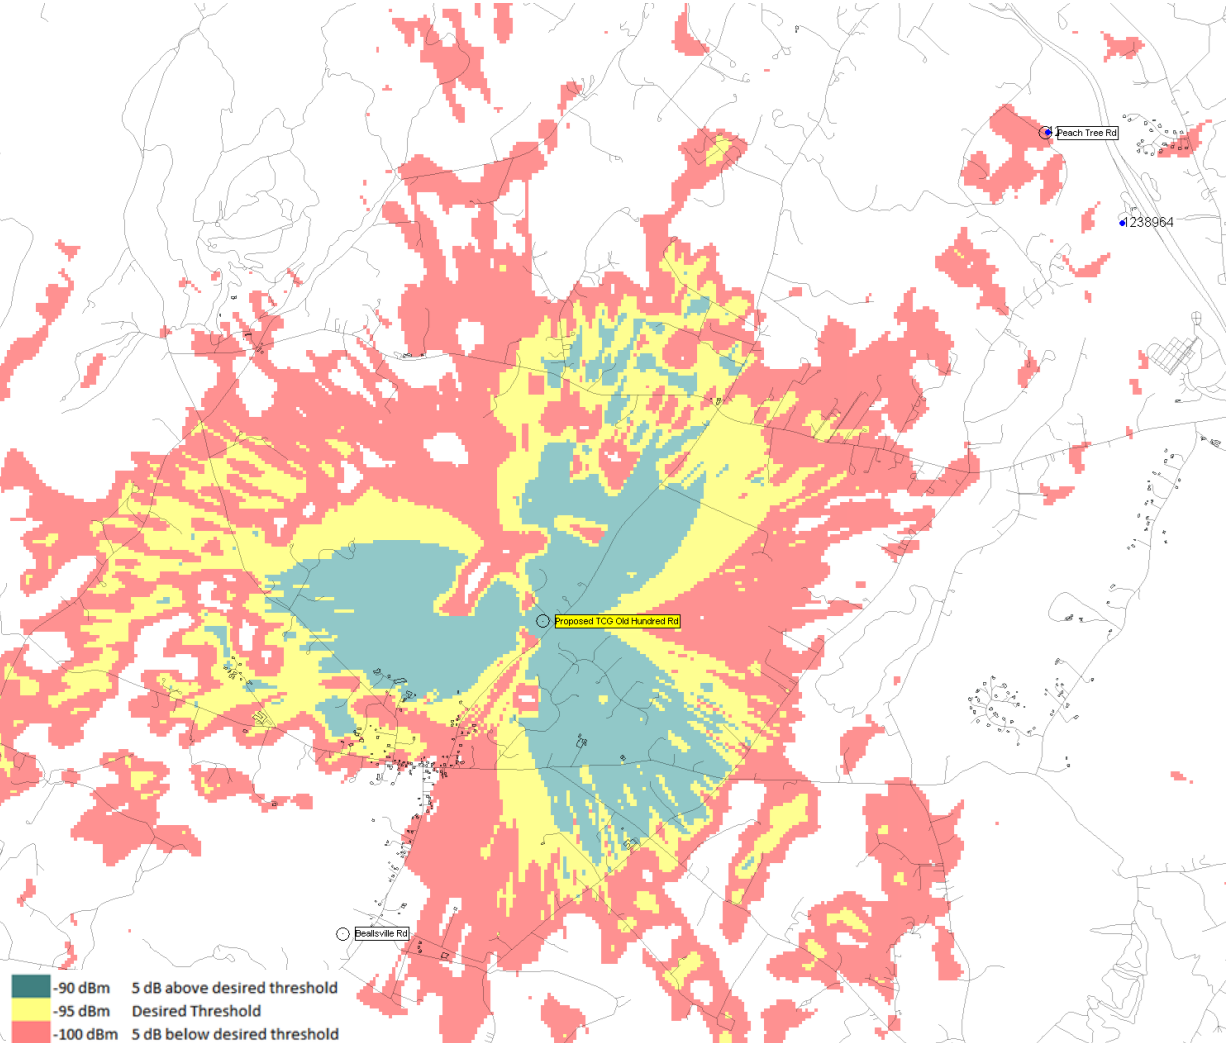 Peach Tree Rd
1238964
Proposed TCG Old Hundred Rd
Beallsville Rd
-90 dBm 5 dB above desired threshold
-95 dBm Desired Threshold
-100 dBm 5 dB below desired threshold